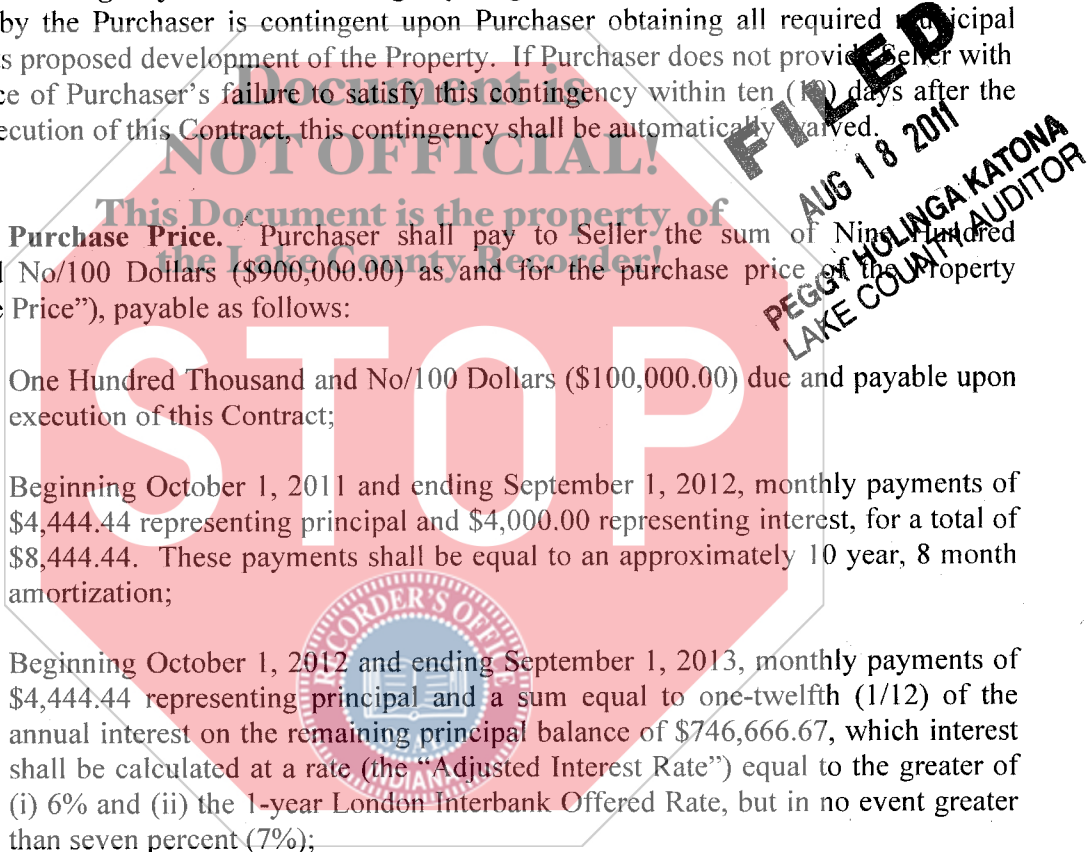 by the Purchaser is contingent upon Purchaser obtaining all required municipal
s proposed development of the Property. If Purchaser does not provide Seller with
ce of Purchaser's failure to satisfy this contingency within ten (10) days after the
ecution of this Contract, this contingency shall be automatically waived.
Document is
NOT OFFICIAL!
This Document is the property of
the Lake County Recorder!
FILED
AUG 18 2011
PEGGY HOLINGA KATONA
LAKE COUNTY AUDITOR
Purchase Price. Purchaser shall pay to Seller the sum of Nine Hundred
d No/100 Dollars ($900,000.00) as and for the purchase price of the Property
e Price"), payable as follows:
STOP
One Hundred Thousand and No/100 Dollars ($100,000.00) due and payable upon
execution of this Contract;
Beginning October 1, 2011 and ending September 1, 2012, monthly payments of
$4,444.44 representing principal and $4,000.00 representing interest, for a total of
$8,444.44. These payments shall be equal to an approximately 10 year, 8 month
amortization;
RECORDER'S OFFICE
INDIANA
Beginning October 1, 2012 and ending September 1, 2013, monthly payments of
$4,444.44 representing principal and a sum equal to one-twelfth (1/12) of the
annual interest on the remaining principal balance of $746,666.67, which interest
shall be calculated at a rate (the "Adjusted Interest Rate") equal to the greater of
(i) 6% and (ii) the 1-year London Interbank Offered Rate, but in no event greater
than seven percent (7%);